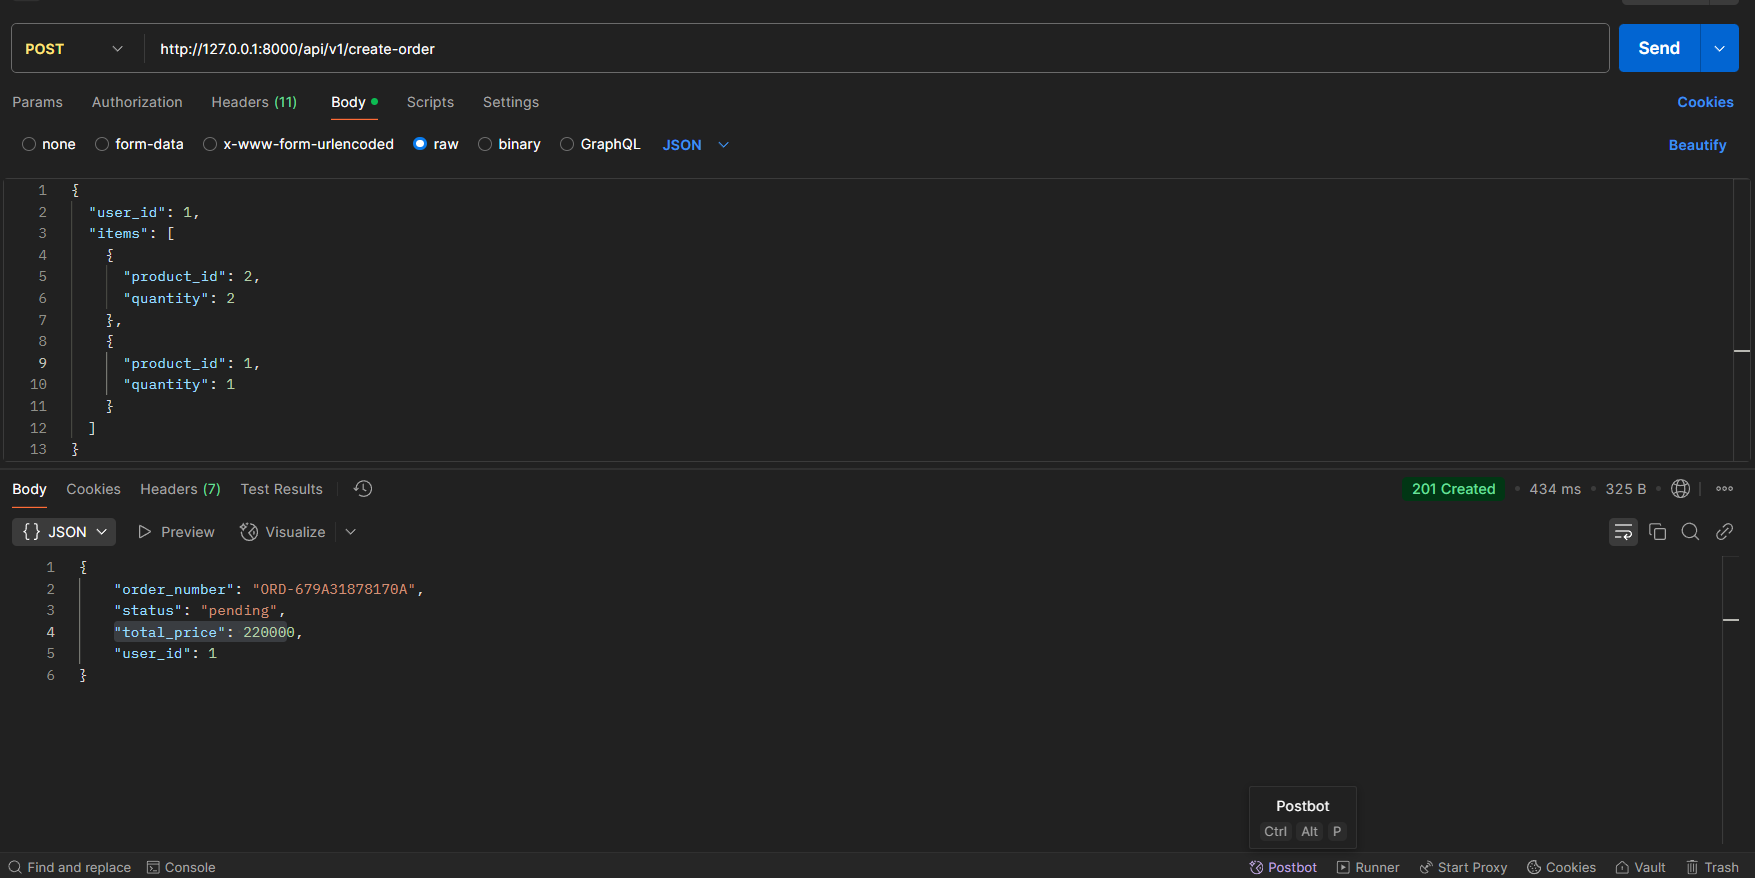 POST http://127.0.0.1:8000/api/v1/create-order Send
Params Authorization Headers (11) Body Scripts Settings Cookies
none form-data x-www-form-urlencoded raw binary GraphQL JSON Beautify
1 {
2 "user_id": 1,
3 "items": [
4 {
5 "product_id": 2,
6 "quantity": 2
7 },
8 {
9 "product_id": 1,
10 "quantity": 1
11 }
12 ]
13 }
Body Cookies Headers (7) Test Results 201 Created • 434 ms • 325 B •
{} JSON Preview Visualize
1 {
2 "order_number": "ORD-679A31878170A",
3 "status": "pending",
4 "total_price": 220000,
5 "user_id": 1
6 }
Postbot
Ctrl Alt P
Find and replace Console Postbot Runner Start Proxy Cookies Vault Trash